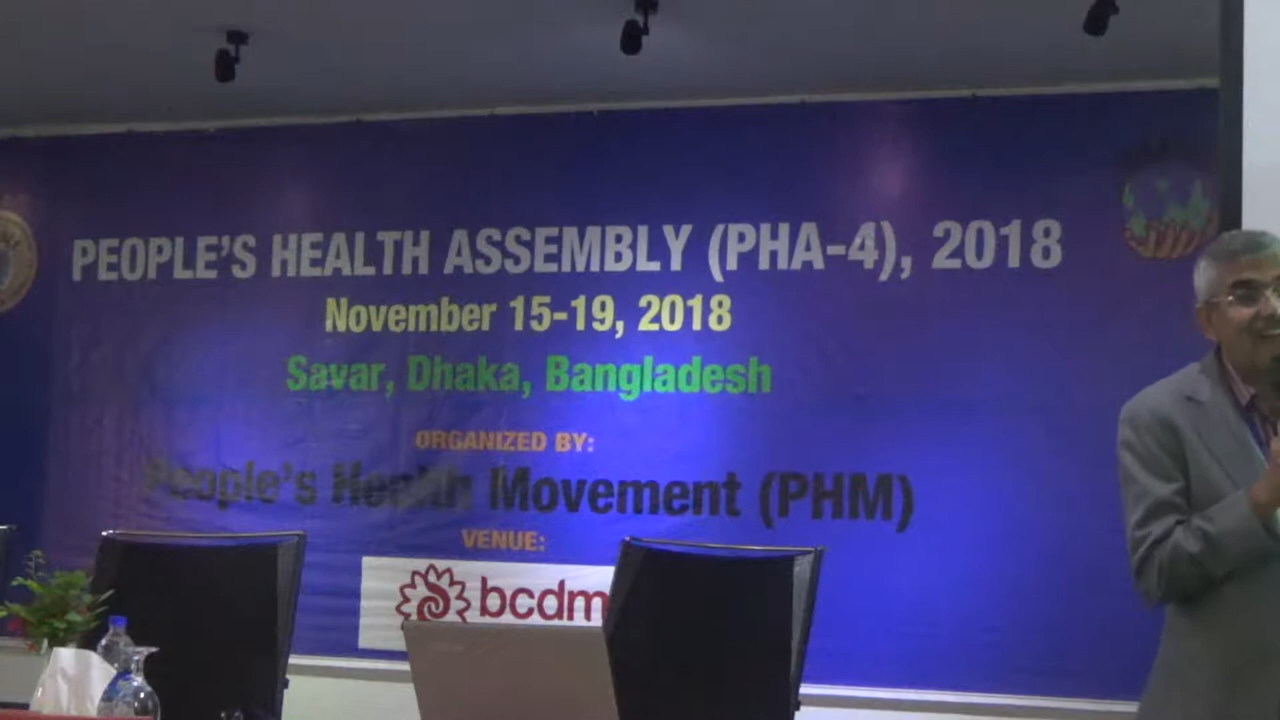 PEOPLE'S HEALTH ASSEMBLY (PHA-4), 2018
November 15-19, 2018
Savar, Dhaka, Bangladesh
ORGANIZED BY:
People's Health Movement (PHM)
VENUE:
bcdm